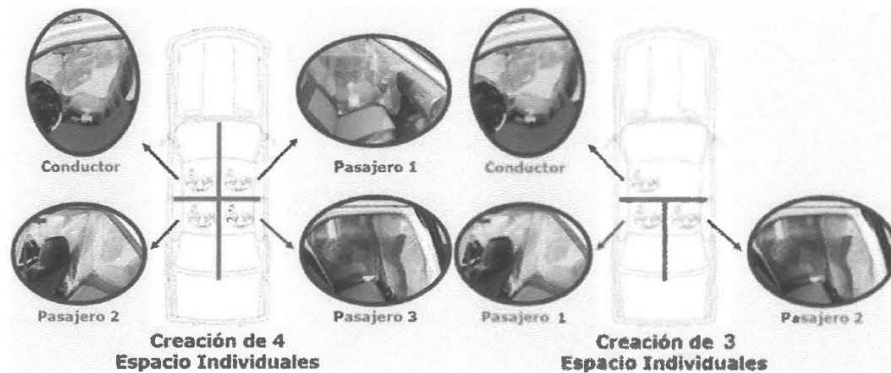 Conductor
Pasajero 1
Conductor
Pasajero 2
Pasajero 3
Pasajero 1
Pasajero 2
Creación de 4
Espacio Individuales
Creación de 3
Espacio Individuales